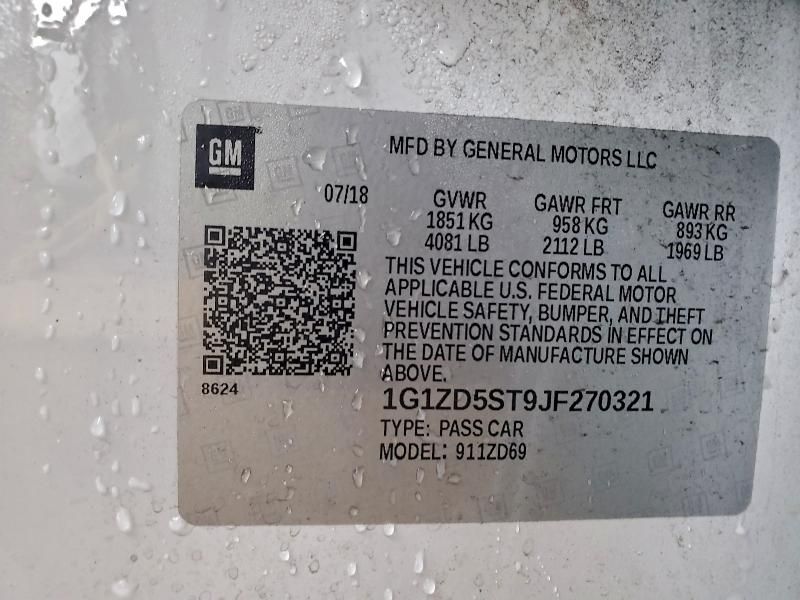 GM
MFD BY GENERAL MOTORS LLC
07/18
GVWR GAWR FRT GAWR RR
1851 KG 958 KG 893 KG
4081 LB 2112 LB 1969 LB
THIS VEHICLE CONFORMS TO ALL
APPLICABLE U.S. FEDERAL MOTOR
VEHICLE SAFETY, BUMPER, AND THEFT
PREVENTION STANDARDS IN EFFECT ON
THE DATE OF MANUFACTURE SHOWN
ABOVE.
8624
1G1ZD5ST9JF270321
TYPE: PASS CAR
MODEL: 911ZD69